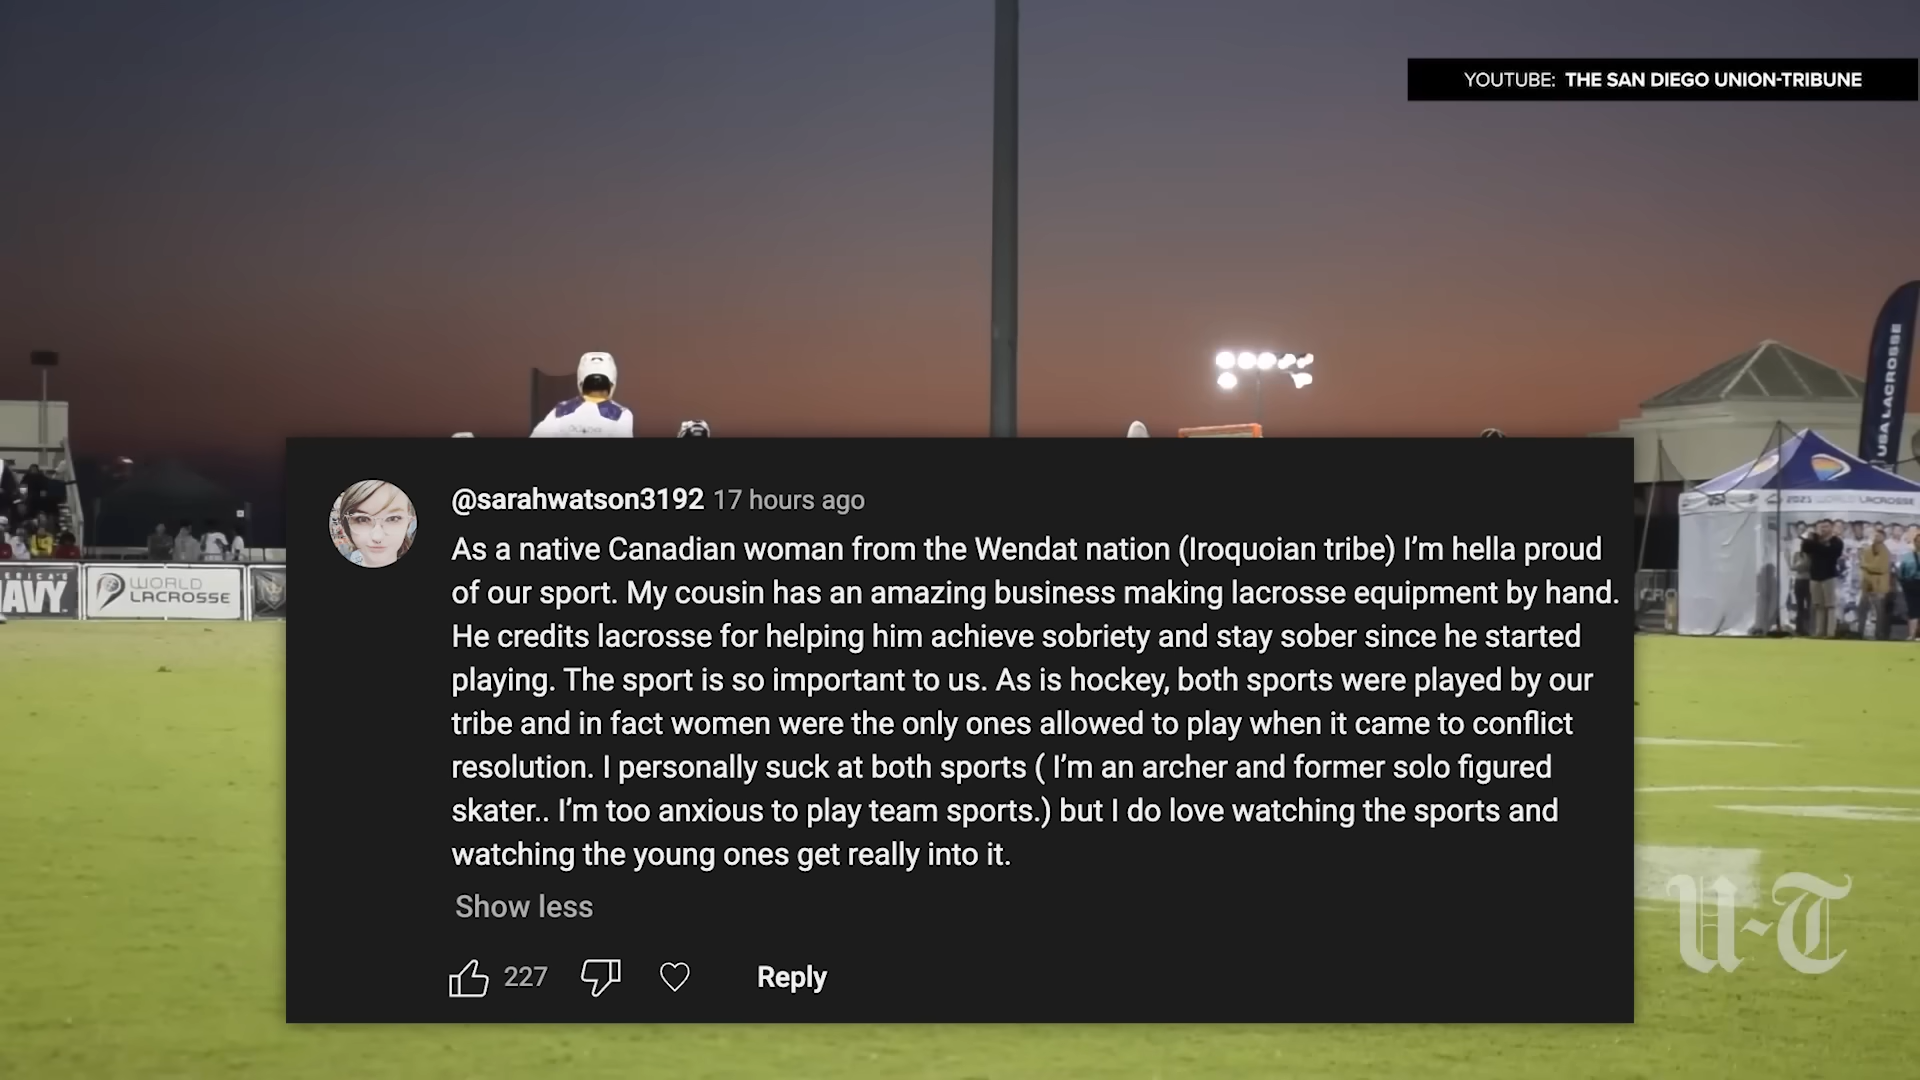 YOUTUBE: THE SAN DIEGO UNION-TRIBUNE
USA LACROSSE
@sarahwatson3192 17 hours ago
As a native Canadian woman from the Wendat nation (Iroquoian tribe) I’m hella proud
of our sport. My cousin has an amazing business making lacrosse equipment by hand.
He credits lacrosse for helping him achieve sobriety and stay sober since he started
playing. The sport is so important to us. As is hockey, both sports were played by our
tribe and in fact women were the only ones allowed to play when it came to conflict
resolution. I personally suck at both sports ( I’m an archer and former solo figured
skater.. I’m too anxious to play team sports.) but I do love watching the sports and
watching the young ones get really into it.
Show less
227
Reply
NAVY
WORLD
LACROSSE
U-T